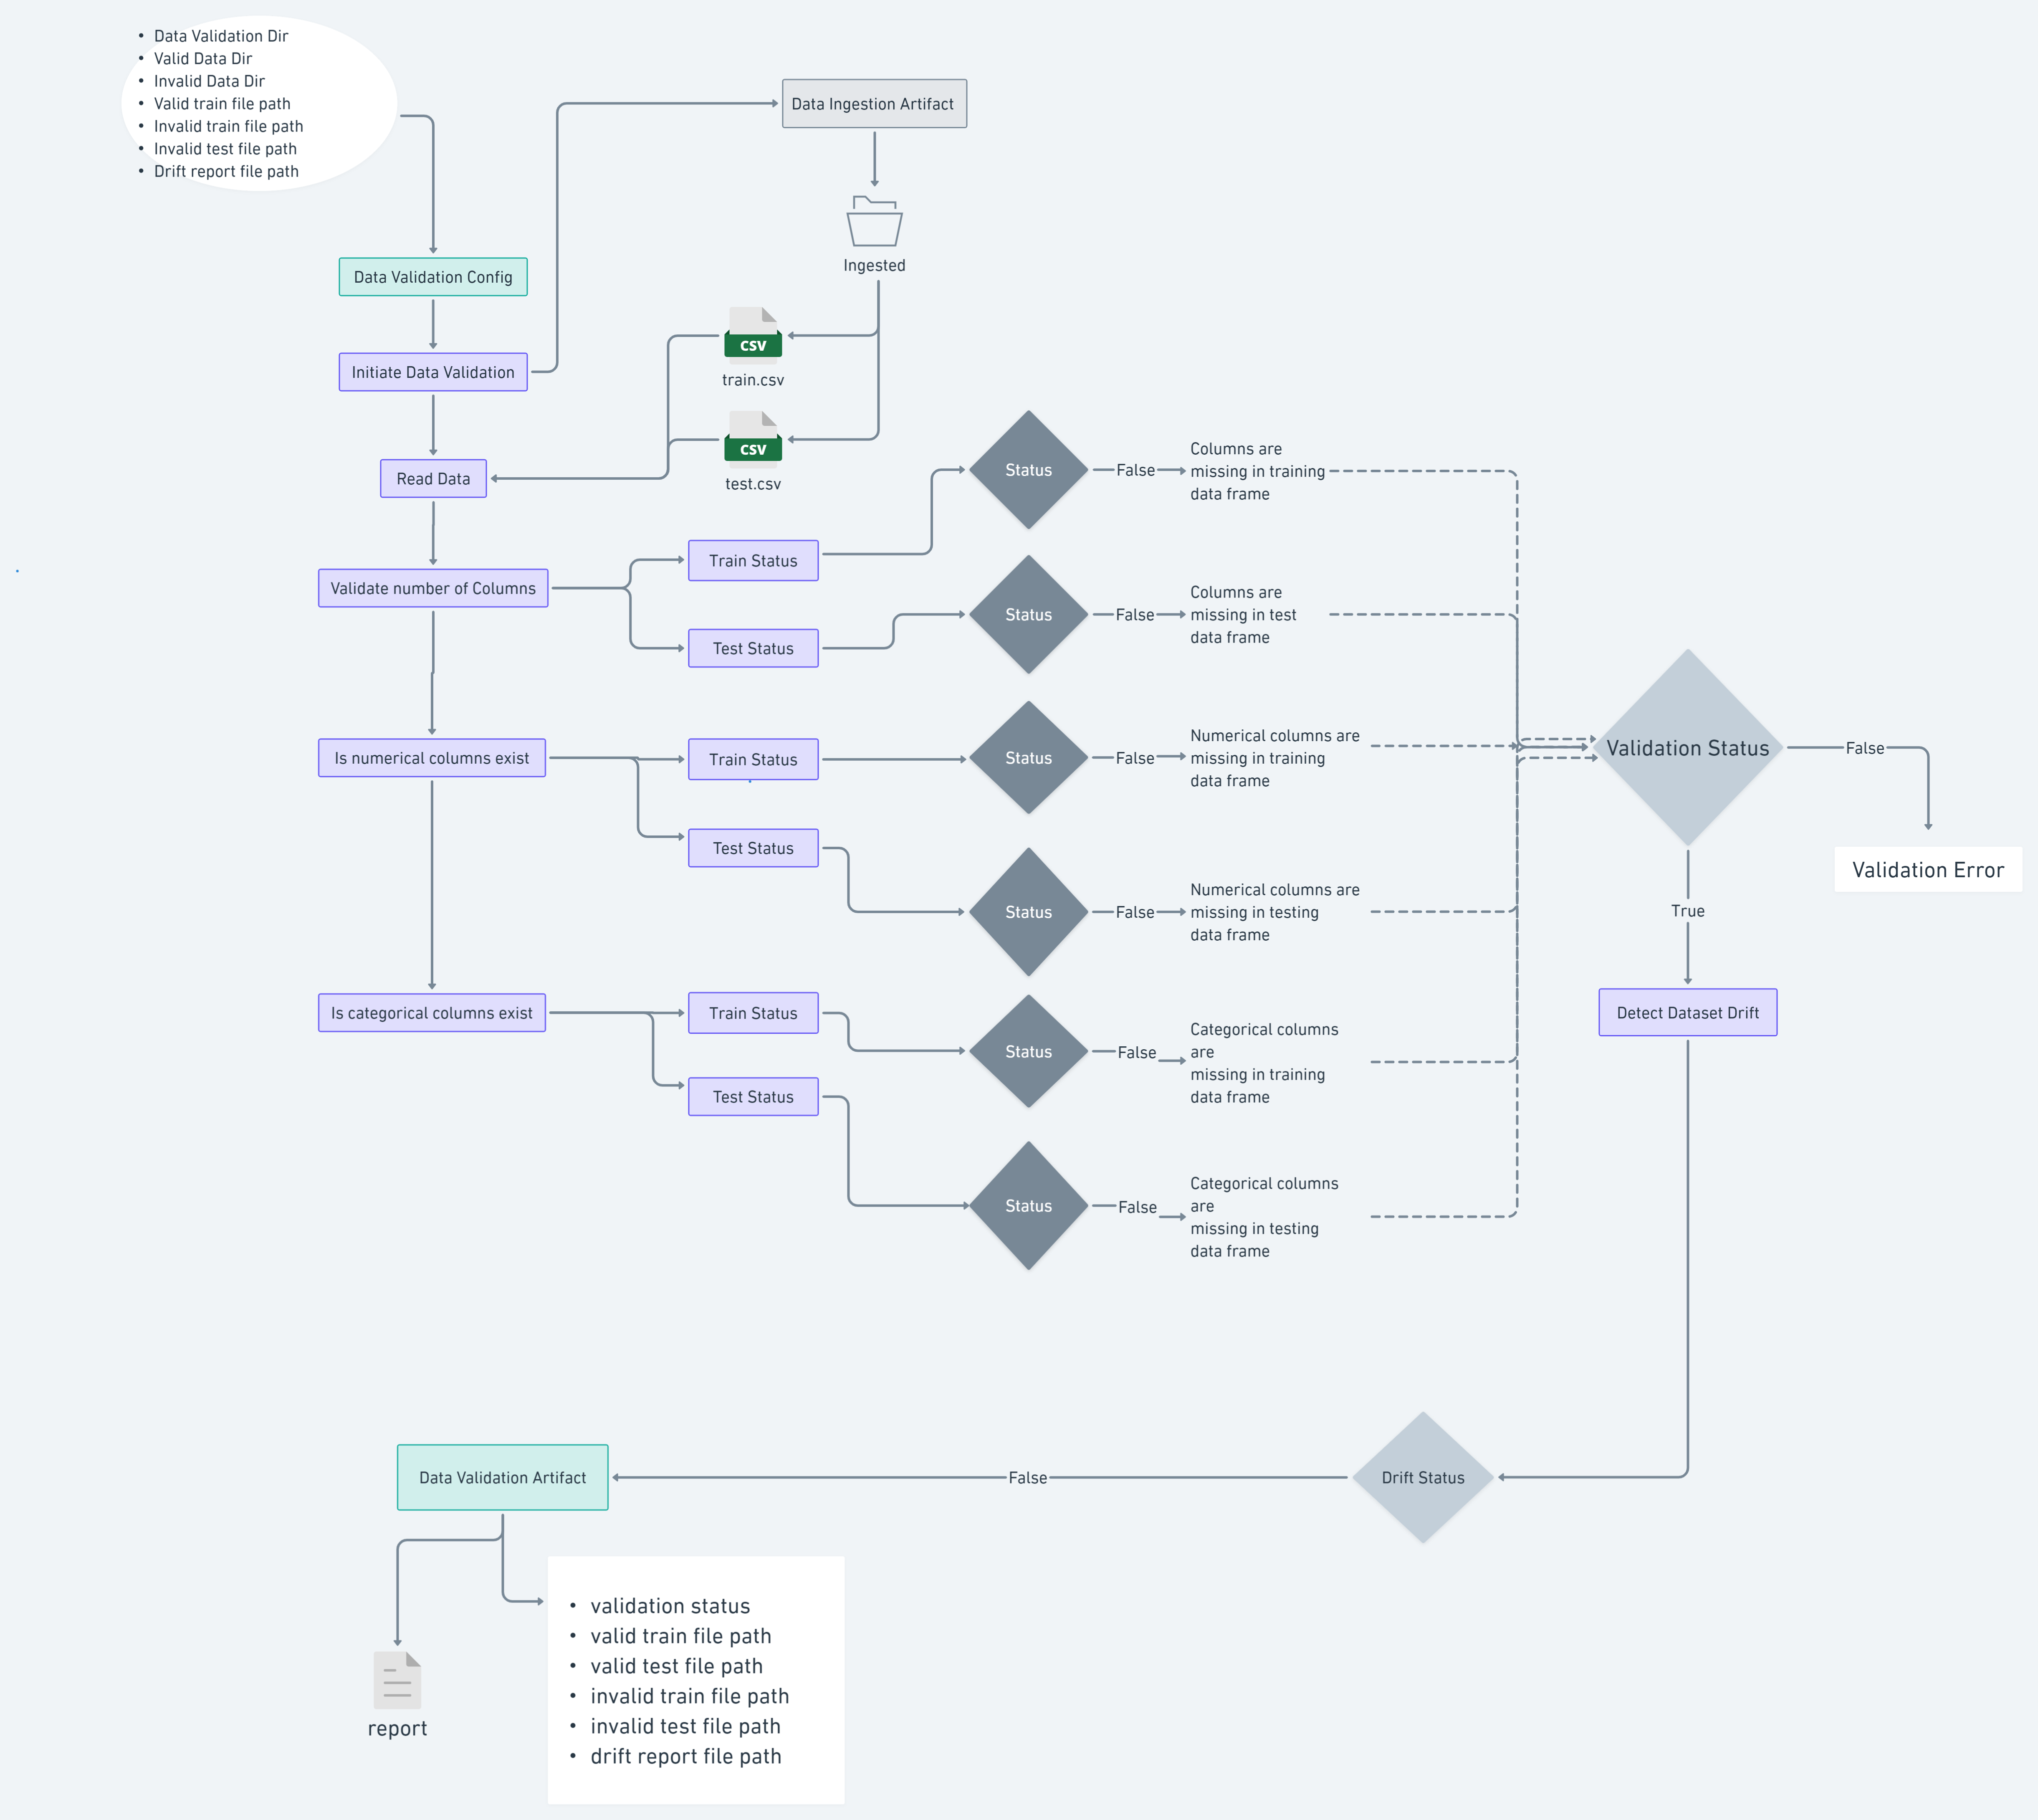 • Data Validation Dir
• Valid Data Dir
• Invalid Data Dir
• Valid train file path
• Invalid train file path
• Invalid test file path
• Drift report file path
Data Ingestion Artifact
Ingested
Data Validation Config
CSV
train.csv
Initiate Data Validation
CSV
test.csv
Read Data
Status
False
Columns are
missing in training
data frame
Train Status
Validate number of Columns
Test Status
Status
False
Columns are
missing in test
data frame
Is numerical columns exist
Train Status
Status
False
Numerical columns are
missing in training
data frame
Validation Status
False
Validation Error
True
Test Status
Status
False
Numerical columns are
missing in testing
data frame
Is categorical columns exist
Train Status
Status
False
Categorical columns
are
missing in training
data frame
Detect Dataset Drift
Test Status
Status
False
Categorical columns
are
missing in testing
data frame
Drift Status
False
Data Validation Artifact
report
• validation status
• valid train file path
• valid test file path
• invalid train file path
• invalid test file path
• drift report file path